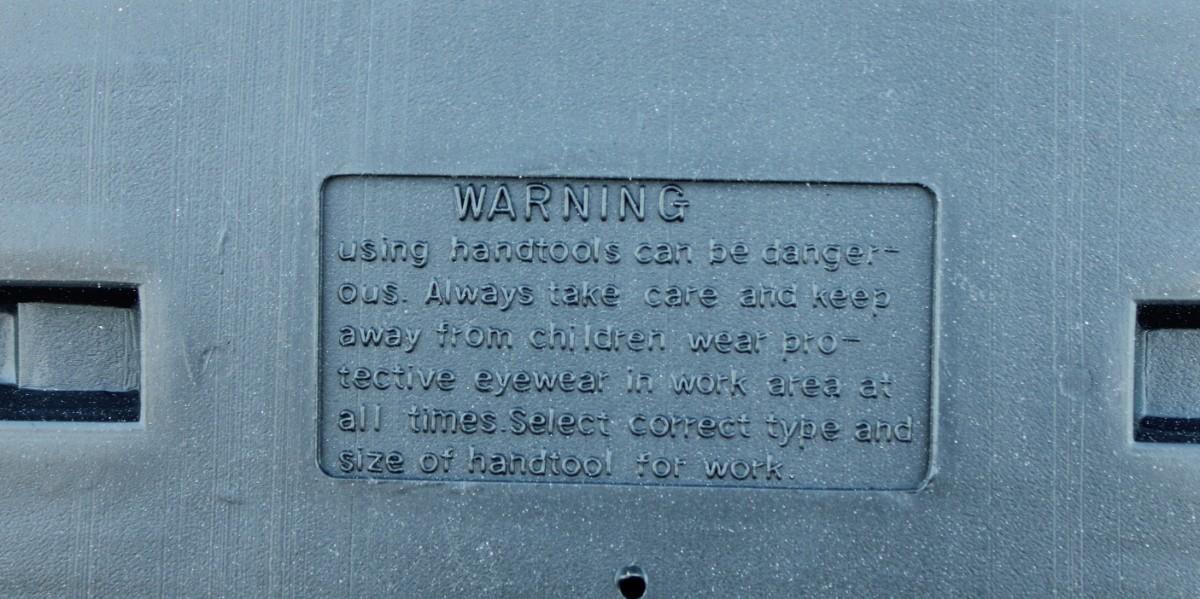 WARNING
using handtools can be danger-
ous. Always take care and keep
away from children wear pro-
tective eyewear in work area at
all times.Select correct type and
size of handtool for work.